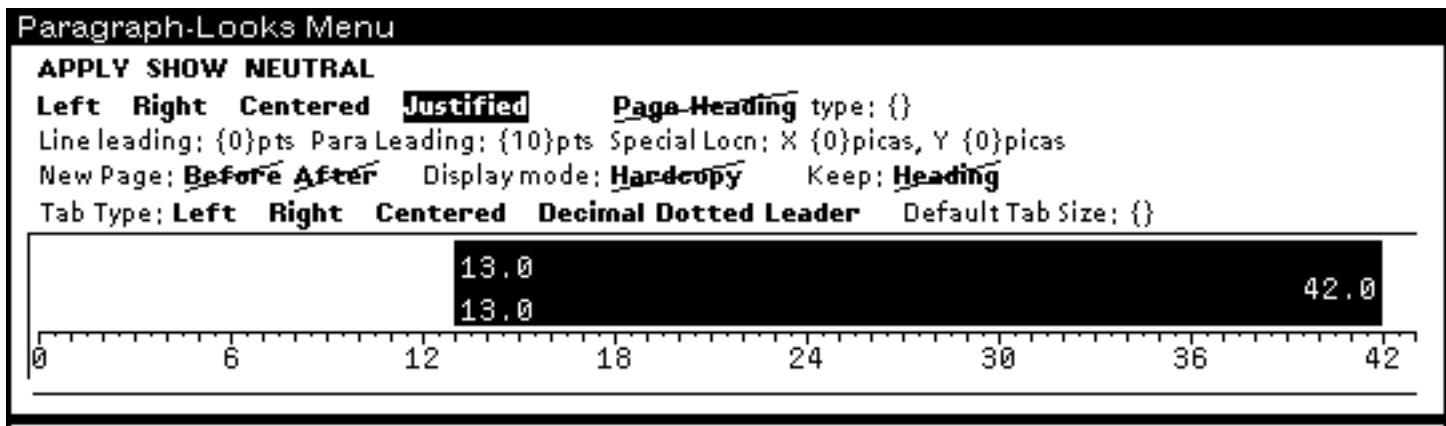 Paragraph-Looks Menu
APPLY SHOW NEUTRAL
Left Right Centered Justified Page Heading type: {}
Line leading: {0}pts Para Leading: {10}pts Special Locn: X {0}picas, Y {0}picas
New Page: Before After Display mode: Hardcopy Keep: Heading
Tab Type: Left Right Centered Decimal Dotted Leader Default Tab Size: {}
13.0
42.0
13.0
0 6 12 18 24 30 36 42